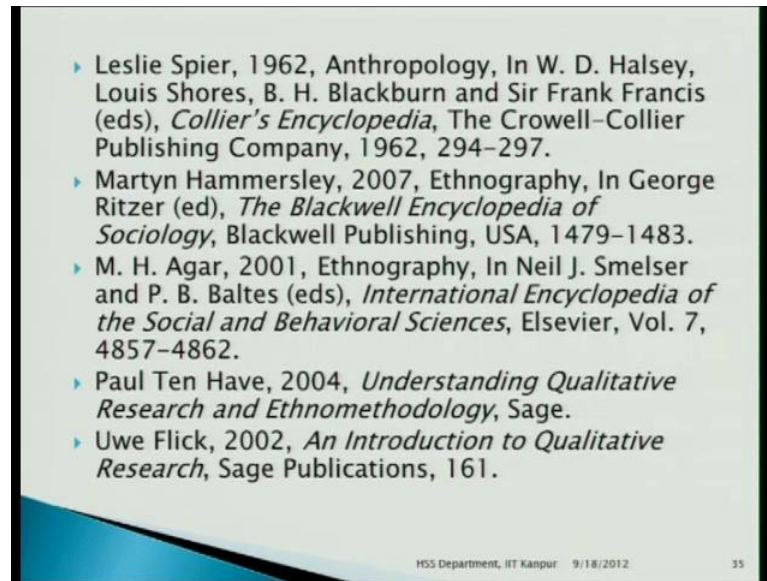 Leslie Spier, 1962, Anthropology, In W. D. Halsey,
Louis Shores, B. H. Blackburn and Sir Frank Francis
(eds), Collier's Encyclopedia, The Crowell-Collier
Publishing Company, 1962, 294-297.
Martyn Hammersley, 2007, Ethnography, In George
Ritzer (ed), The Blackwell Encyclopedia of
Sociology, Blackwell Publishing, USA, 1479-1483.
M. H. Agar, 2001, Ethnography, In Neil J. Smelser
and P. B. Baltes (eds), International Encyclopedia of
the Social and Behavioral Sciences, Elsevier, Vol. 7,
4857-4862.
Paul Ten Have, 2004, Understanding Qualitative
Research and Ethnomethodology, Sage.
Uwe Flick, 2002, An Introduction to Qualitative
Research, Sage Publications, 161.
HSS Department, IIT Kanpur 9/18/2012 35